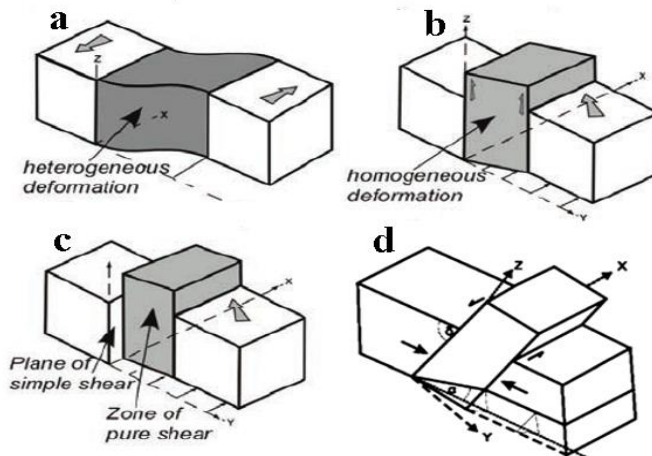 a
z
x
heterogeneous
deformation
b
z
x
homogeneous
deformation
Y
c
x
Plane of
simple shear
Zone of
pure shear
Y
d
Z
X
Y